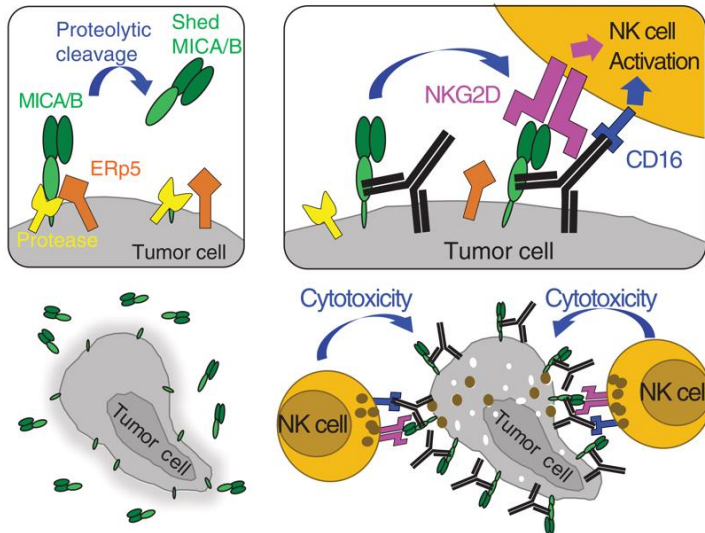 Proteolytic
cleavage
Shed
MICA/B
MICA/B
ERp5
Protease
Tumor cell
NK cell
Activation
NKG2D
CD16
Tumor cell
Tumor cell
Cytotoxicity
Cytotoxicity
NK cell
Tumor cell
NK cell